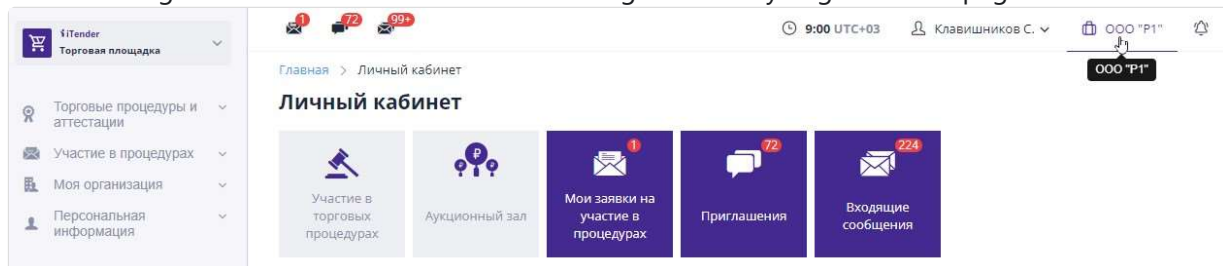 iTender
Торговая площадка
1
72
99+
9:00 UTC+03
Клавишников С.
ООО "Р1"
ООО "Р1"
Главная > Личный кабинет
Личный кабинет
Торговые процедуры и
аттестации
Участие в процедурах
Моя организация
Персональная
информация
Участие в
торговых
процедурах
Аукционный зал
1
Мои заявки на
участие в
процедурах
72
Приглашения
224
Входящие
сообщения